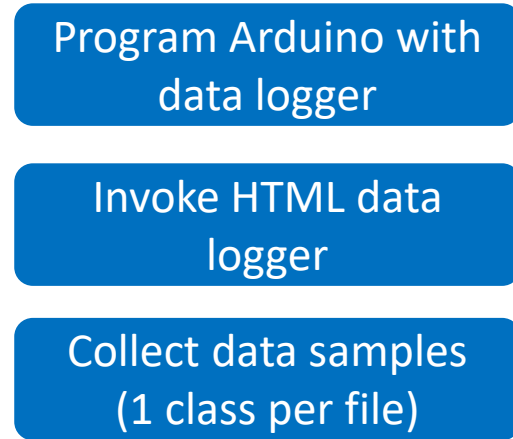 Program Arduino with
data logger
Invoke HTML data
logger
Collect data samples
(1 class per file)